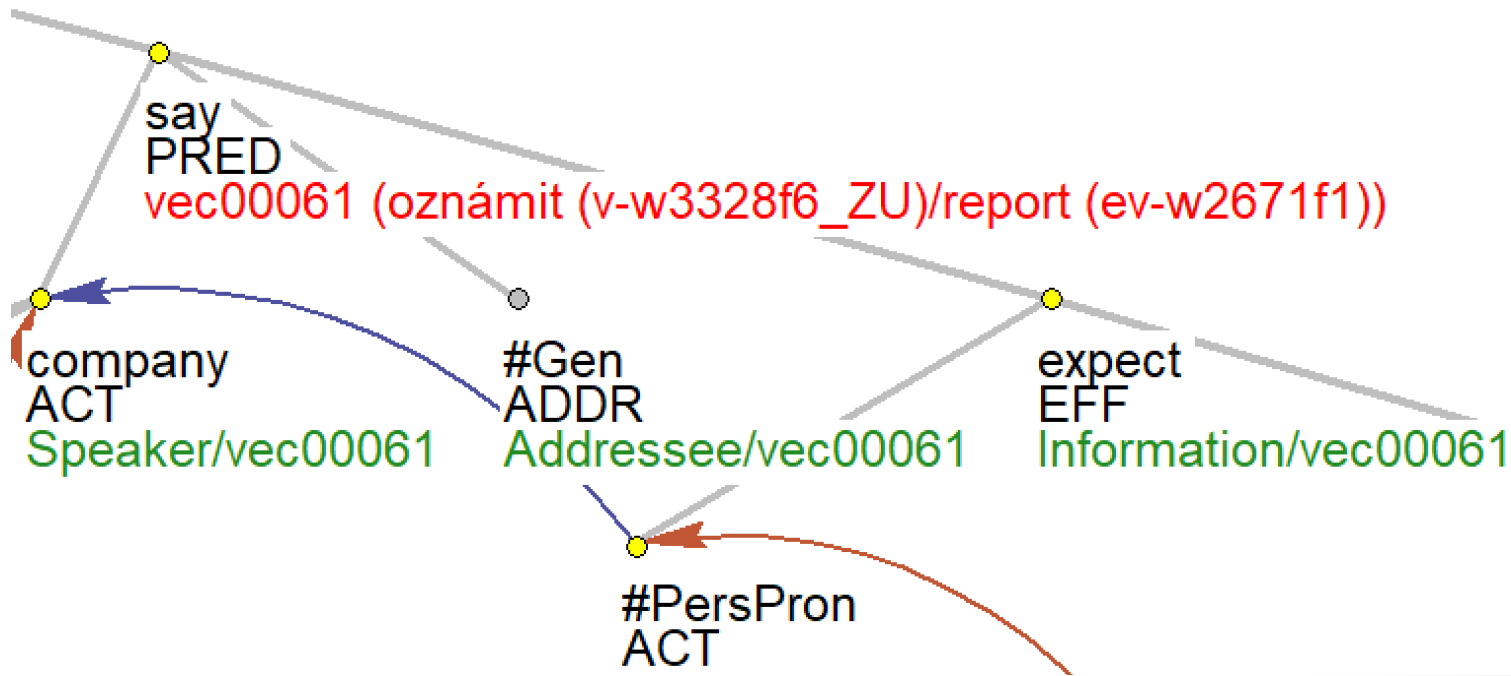 say
PRED
vec00061 (oznámit (v-w3328f6_ZU)/report (ev-w2671f1))
company
ACT
Speaker/vec00061
#Gen
ADDR
Addressee/vec00061
expect
EFF
Information/vec00061
#PersPron
ACT